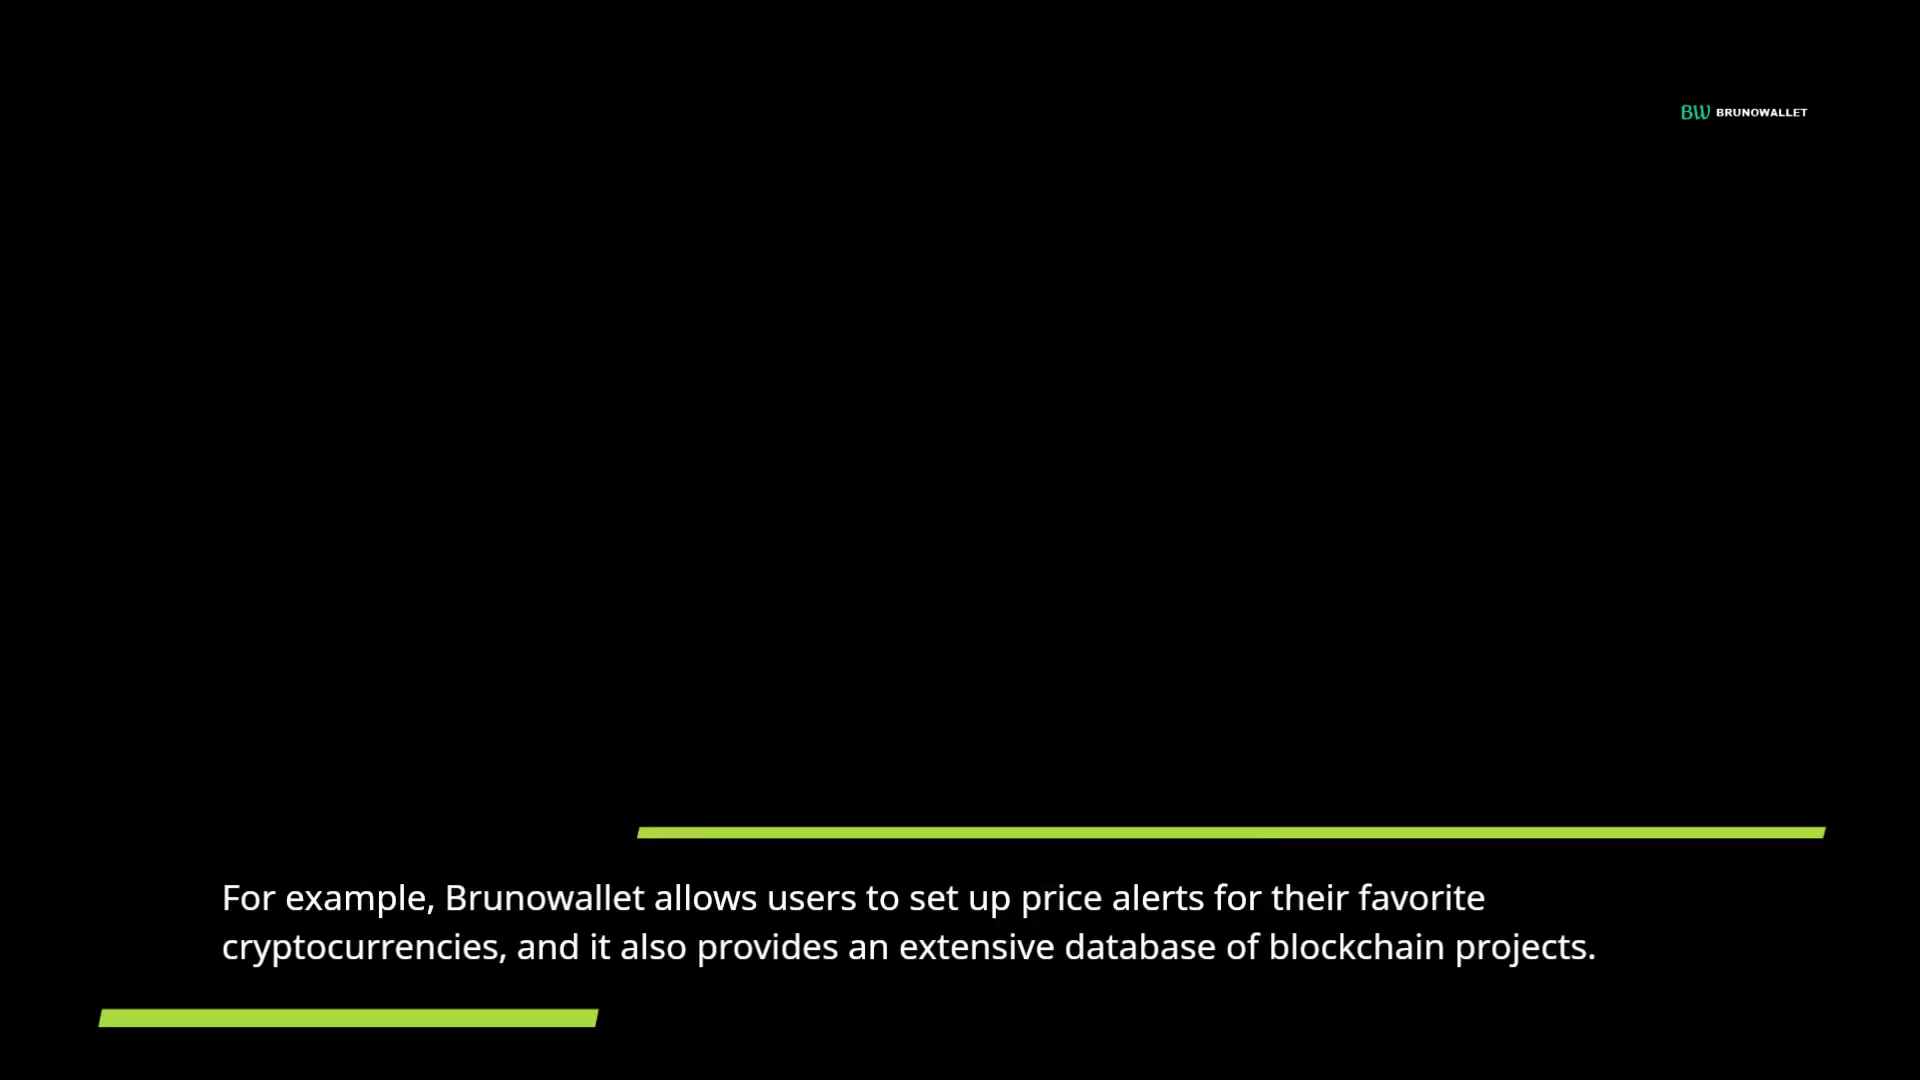 BW BRUNOWALLET
For example, Brunowallet allows users to set up price alerts for their favorite
cryptocurrencies, and it also provides an extensive database of blockchain projects.